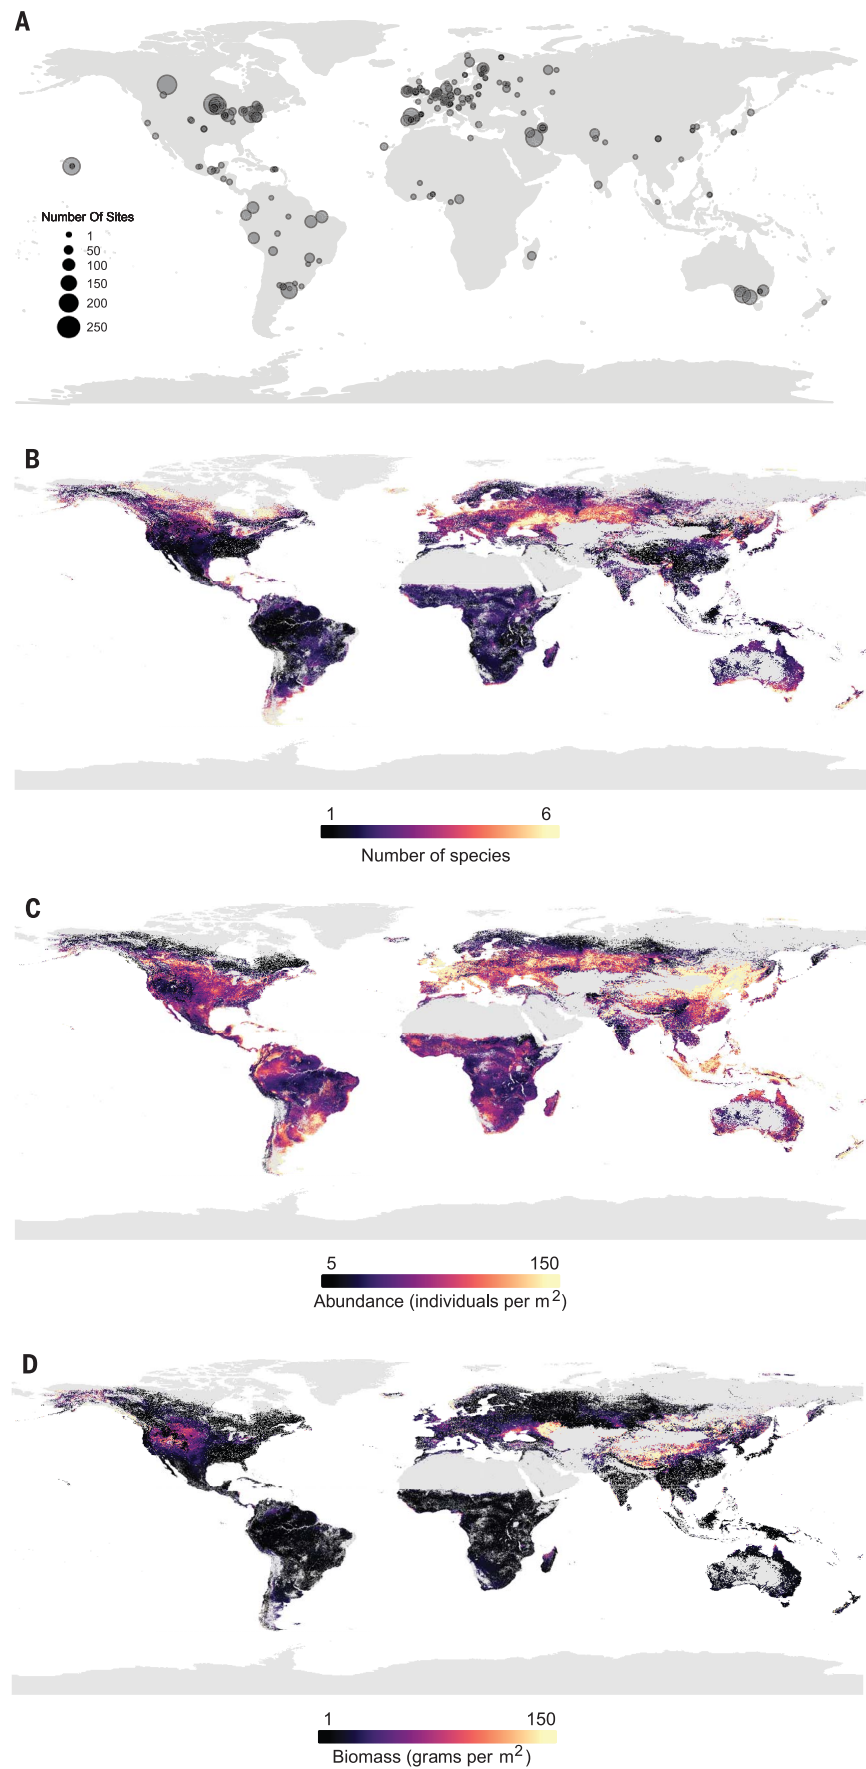 A
Number Of Sites
1
50
100
150
200
250
B
1 6
Number of species
C
5 150
Abundance (individuals per m²)
D
1 150
Biomass (grams per m²)